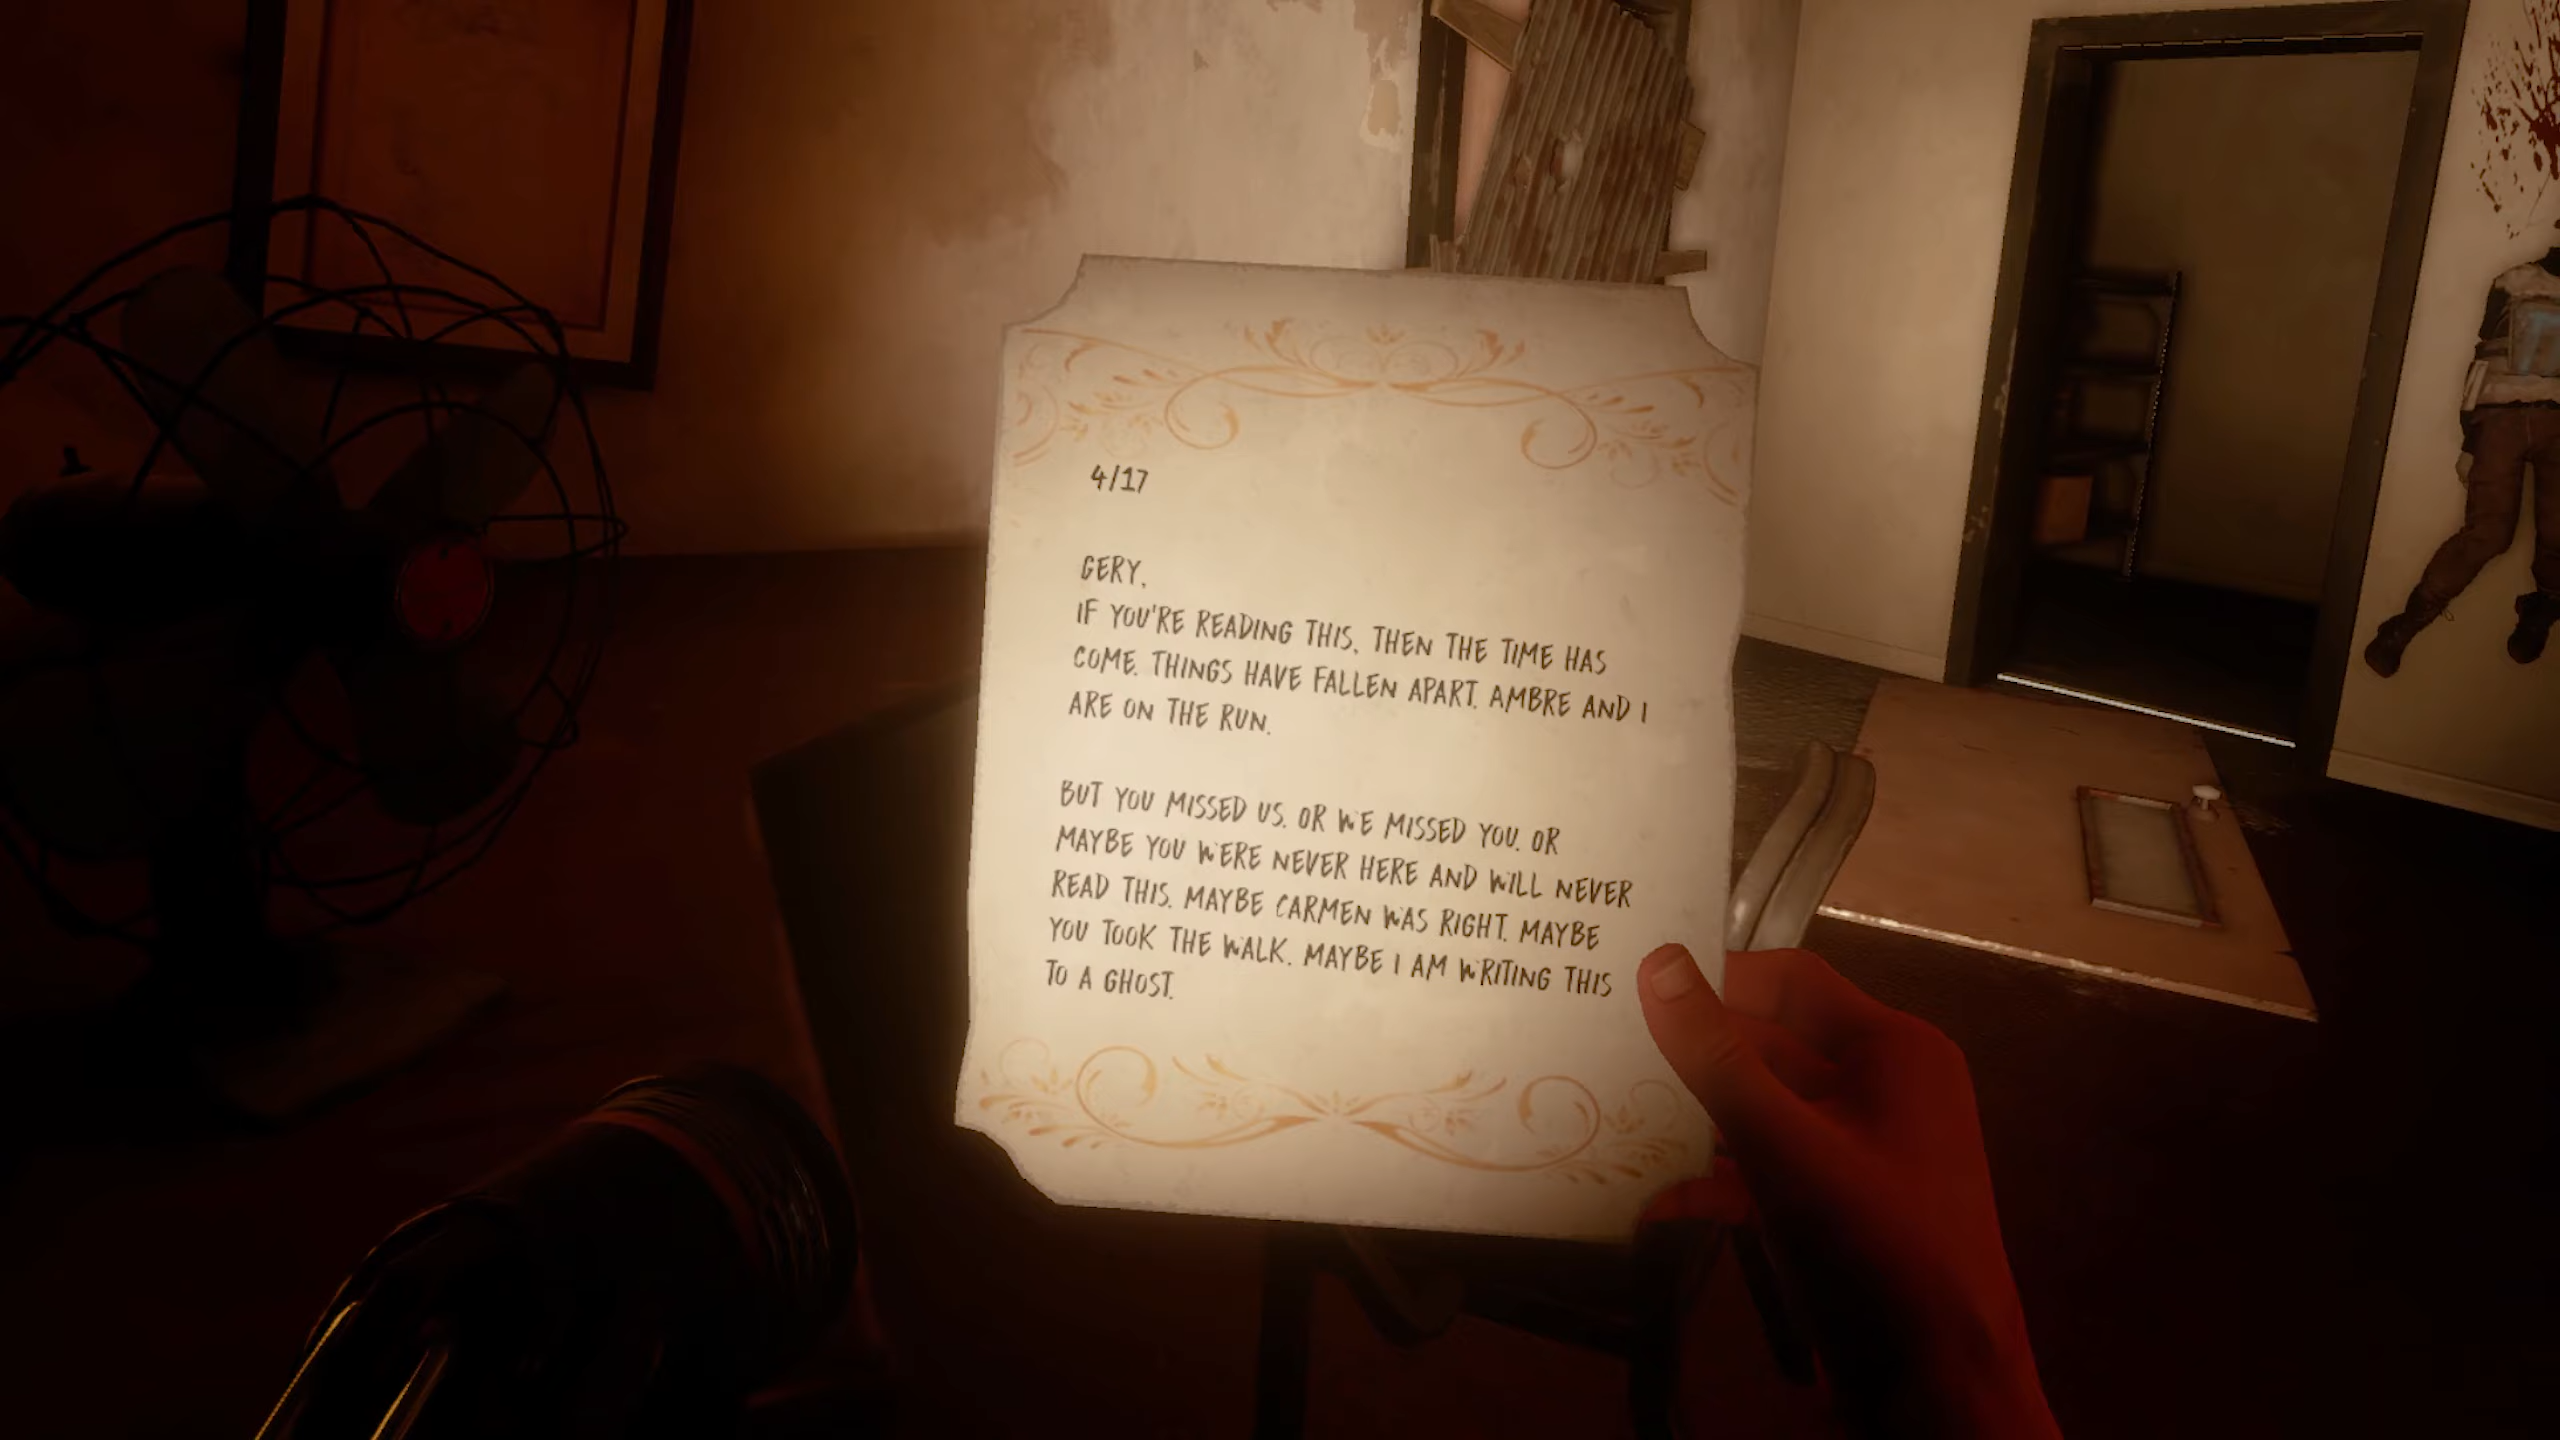 4/17
GERY,
IF YOU'RE READING THIS, THEN THE TIME HAS
COME. THINGS HAVE FALLEN APART. AMBRE AND I
ARE ON THE RUN.
BUT YOU MISSED US. OR WE MISSED YOU. OR
MAYBE YOU WERE NEVER HERE AND WILL NEVER
READ THIS. MAYBE CARMEN WAS RIGHT. MAYBE
YOU TOOK THE WALK. MAYBE I AM WRITING THIS
TO A GHOST.